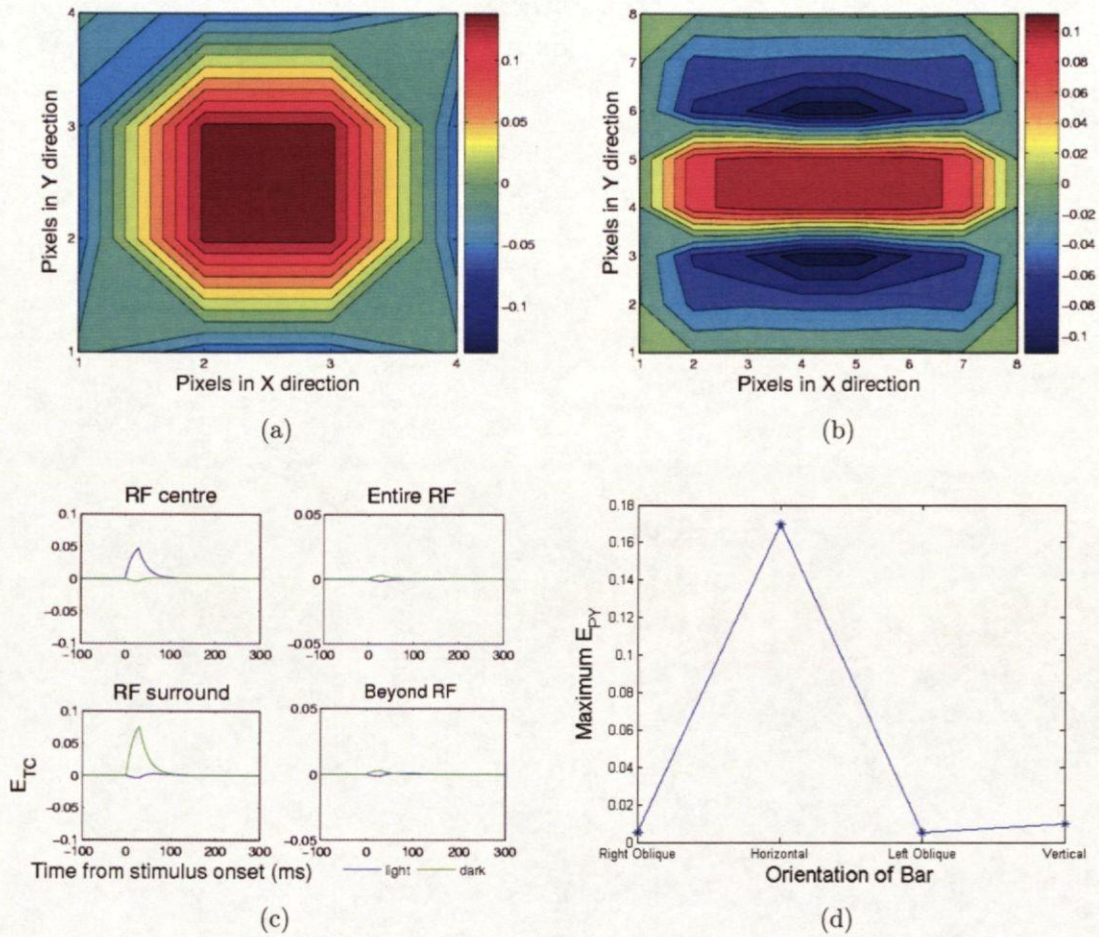 4
3
2
1
Pixels in Y direction
1 2 3 4
Pixels in X direction
0.1
0.05
0
−0.05
−0.1
(a)
8
7
6
5
4
3
2
1
Pixels in Y direction
1 2 3 4 5 6 7 8
Pixels in X direction
0.1
0.08
0.06
0.04
0.02
0
−0.02
−0.04
−0.06
−0.08
−0.1
(b)
RF centre
0.1
0.05
0
−0.05
−0.1
−100 0 100 200 300
Entire RF
0.05
0
−0.05
−100 0 100 200 300
RF surround
0.1
0.05
0
−0.05
−0.1
−100 0 100 200 300
Beyond RF
0.05
0
−0.05
−100 0 100 200 300
E_TC
Time from stimulus onset (ms)
light dark
(c)
0.18
0.16
0.14
0.12
0.1
0.08
0.06
0.04
0.02
0
Maximum E_PY
Right Oblique Horizontal Left Oblique Vertical
Orientation of Bar
(d)